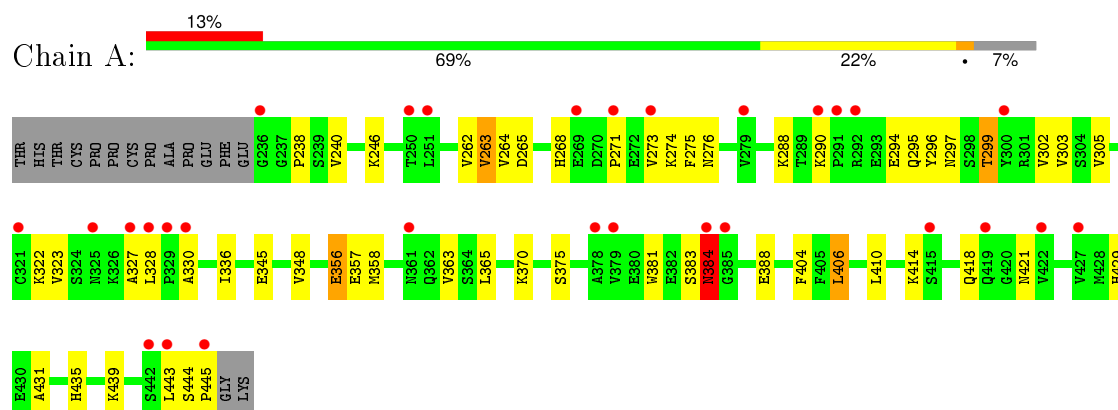 13%
Chain A:
69% 22% • 7%
THR HIS THR CYS PRO PRO CYS PRO ALA PRO GLU PHE GLU G236 G237 P238 S239 V240 K246 T250 L251 V262 V263 V264 D265 H268 E269 D270 P271 E272 V273 K274 F275 N276 V279 K288 T289 K290 P291 R292 E293 E294 Q295 Y296 N297 S298 T299 Y300 R301 V302 V303 S304 V305
C321 K322 V323 S324 N325 K326 A327 L328 P329 A330 I336 E345 V348 E356 E357 M358 N361 Q362 V363 S364 L365 K370 S375 A378 V379 E380 W381 E382 S383 N384 G385 E388 F404 F405 L406 L410 K414 S415 Q418 Q419 G420 N421 V422 V427 M428 H429
E430 A431 H435 K439 S442 L443 S444 P445 GLY LYS